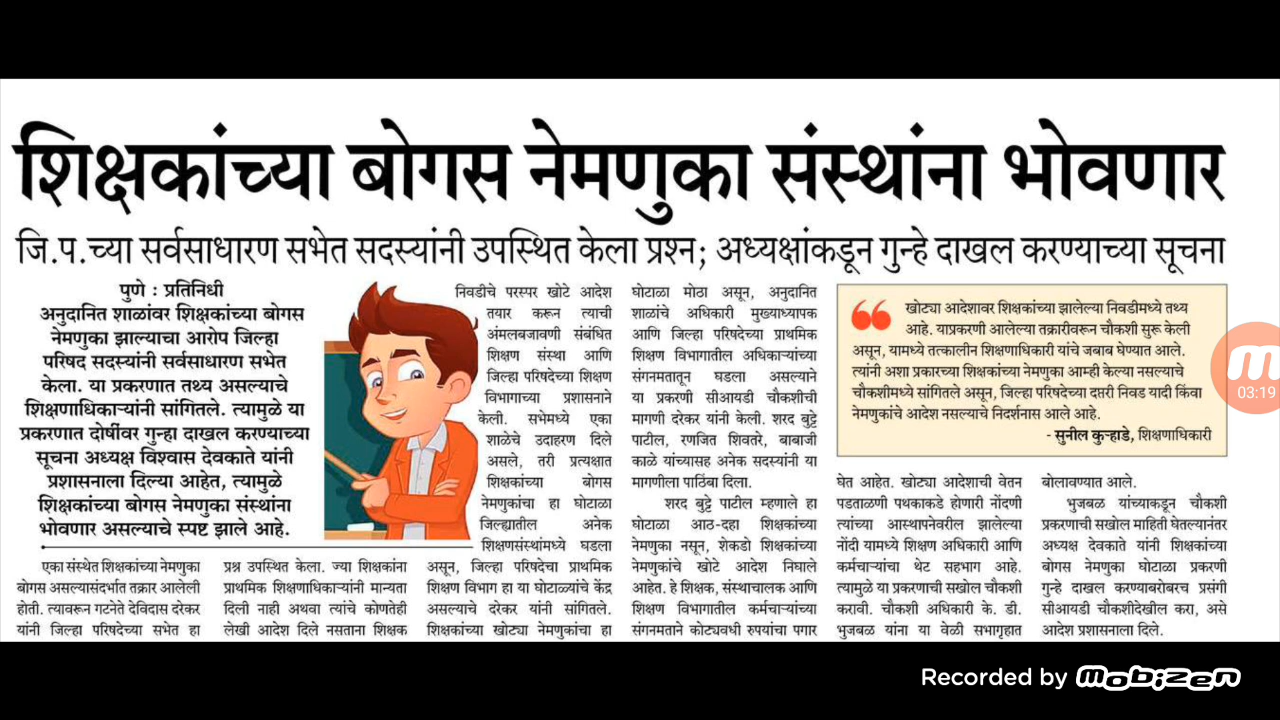 शिक्षकांच्या बोगस नेमणुका संस्थांना भोवणार
जि.प.च्या सर्वसाधारण सभेत सदस्यांनी उपस्थित केला प्रश्न; अध्यक्षांकडून गुन्हे दाखल करण्याच्या सूचना
पुणे : प्रतिनिधी
अनुदानित शाळांवर शिक्षकांच्या बोगस
नेमणुका झाल्याचा आरोप जिल्हा
परिषद सदस्यांनी सर्वसाधारण सभेत
केला. या प्रकरणात तथ्य असल्याचे
शिक्षणाधिकाऱ्यांनी सांगितले. त्यामुळे या
प्रकरणात दोषींवर गुन्हा दाखल करण्याच्या
सूचना अध्यक्ष विश्वास देवकाते यांनी
प्रशासनाला दिल्या आहेत, त्यामुळे
शिक्षकांच्या बोगस नेमणुका संस्थांना
भोवणार असल्याचे स्पष्ट झाले आहे.
एका संस्थेत शिक्षकांच्या नेमणुका
बोगस असल्यासंदर्भात तक्रार आलेली
होती. त्यावरून गटनेते देविदास दरेकर
यांनी जिल्हा परिषदेच्या सभेत हा
प्रश्न उपस्थित केला. ज्या शिक्षकांना
प्राथमिक शिक्षणाधिकाऱ्यांनी मान्यता
दिली नाही अथवा त्यांचे कोणतेही
लेखी आदेश दिले नसताना शिक्षक
निवडीचे परस्पर खोटे आदेश
तयार करून त्याची
अंमलबजावणी संबंधित
शिक्षण संस्था आणि
जिल्हा परिषदेच्या शिक्षण
विभागाच्या प्रशासनाने
केली. सभेमध्ये एका
शाळेचे उदाहरण दिले
असले, तरी प्रत्यक्षात
शिक्षकांच्या बोगस
नेमणुकांचा हा घोटाळा
जिल्ह्यातील अनेक
शिक्षणसंस्थांमध्ये घडला
असून, जिल्हा परिषदेचा प्राथमिक
शिक्षण विभाग हा या घोटाळ्यांचे केंद्र
असल्याचे दरेकर यांनी सांगितले.
शिक्षकांच्या खोट्या नेमणुकांचा हा
घोटाळा मोठा असून, अनुदानित
शाळांचे अधिकारी मुख्याध्यापक
आणि जिल्हा परिषदेच्या प्राथमिक
शिक्षण विभागातील अधिकाऱ्यांच्या
संगनमतातून घडला असल्याने
या प्रकरणी सीआयडी चौकशीची
मागणी दरेकर यांनी केली. शरद बुट्टे
पाटील, रणजित शिवतरे, बाबाजी
काळे यांच्यासह अनेक सदस्यांनी या
मागणीला पाठिंबा दिला.
शरद बुट्टे पाटील म्हणाले हा
घोटाळा आठ-दहा शिक्षकांच्या
नेमणुका नसून, शेकडो शिक्षकांच्या
नेमणुकांचे खोटे आदेश निघाले
आहेत. हे शिक्षक, संस्थाचालक आणि
शिक्षण विभागातील कर्मचाऱ्यांच्या
संगनमताने कोट्यवधी रुपयांचा पगार
खोट्या आदेशावर शिक्षकांच्या झालेल्या निवडीमध्ये तथ्य
आहे. याप्रकरणी आलेल्या तक्रारीवरून चौकशी सुरू केली
असून, यामध्ये तत्कालीन शिक्षणाधिकारी यांचे जबाब घेण्यात आले.
त्यांनी अशा प्रकारच्या शिक्षकांच्या नेमणुका आम्ही केल्या नसल्याचे
चौकशीमध्ये सांगितले असून, जिल्हा परिषदेच्या दप्तरी निवड यादी किंवा
नेमणुकांचे आदेश नसल्याचे निदर्शनास आले आहे.
- सुनील कुऱ्हाडे, शिक्षणाधिकारी
घेत आहेत. खोट्या आदेशाची वेतन
पडताळणी पथकाकडे होणारी नोंदणी
त्यांच्या आस्थापनेवरील झालेल्या
नोंदी यामध्ये शिक्षण अधिकारी आणि
कर्मचाऱ्यांचा थेट सहभाग आहे.
त्यामुळे या प्रकरणाची सखोल चौकशी
करावी. चौकशी अधिकारी के. डी.
भुजबळ यांना या वेळी सभागृहात
बोलावण्यात आले.
भुजबळ यांच्याकडून चौकशी
प्रकरणाची सखोल माहिती घेतल्यानंतर
अध्यक्ष देवकाते यांनी शिक्षकांच्या
बोगस नेमणुका घोटाळा प्रकरणी
गुन्हे दाखल करण्याबरोबरच प्रसंगी
सीआयडी चौकशीदेखील करा, असे
आदेश प्रशासनाला दिले.
03:19
Recorded by mobizen